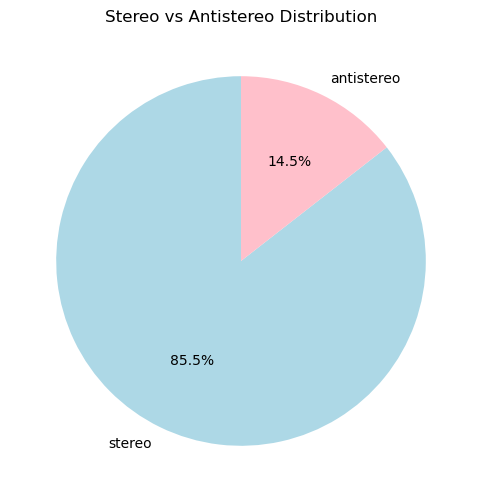 Stereo vs Antistereo Distribution
antistereo
14.5%
85.5%
stereo